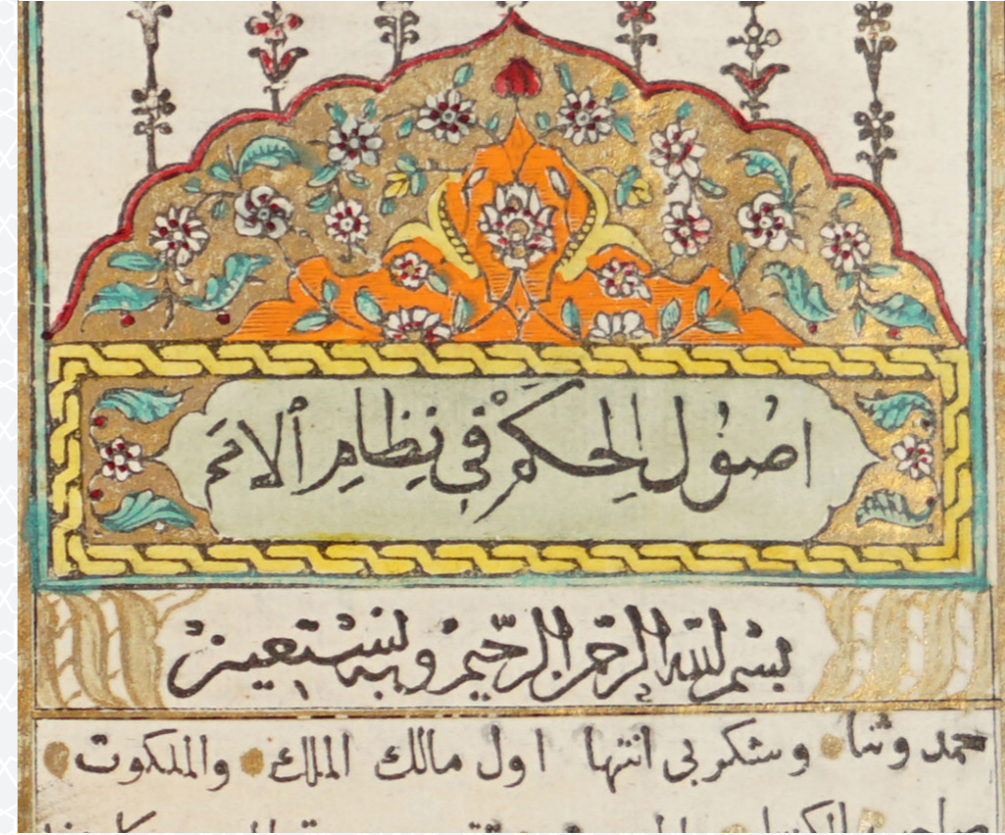 اصول الحكم فى نظام الامم
بسم الله الرحمن الرحيم وبه نستعين
حمد وثنا وشكر بى انتها اول مالك الملك والملكوت